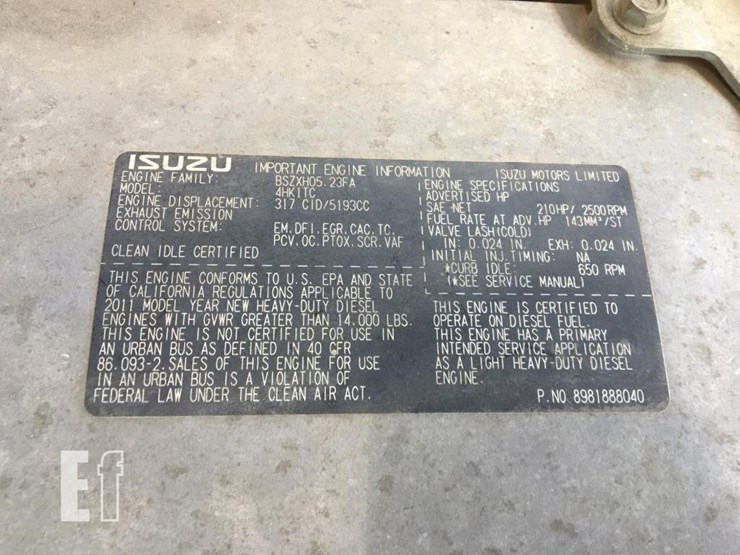 ISUZU IMPORTANT ENGINE INFORMATION ISUZU MOTORS LIMITED
ENGINE FAMILY: BSZXH05.23FA
MODEL: 4HK1TC
ENGINE DISPLACEMENT: 317 CID/5193CC
EXHAUST EMISSION
CONTROL SYSTEM: EM.DFI.EGR.CAC.TC.
PCV.OC.PTOX.SCR.VAF
CLEAN IDLE CERTIFIED
ENGINE SPECIFICATIONS
ADVERTISED HP
SAE-NET 210HP/2500RPM
FUEL RATE AT ADV.HP 143MM³/ST
VALVE LASH(COLD)
IN: 0.024 IN. EXH: 0.024 IN.
INITIAL INJ.TIMING: NA
*CURB IDLE: 650 RPM
(*SEE SERVICE MANUAL)
THIS ENGINE CONFORMS TO U.S. EPA AND STATE
OF CALIFORNIA REGULATIONS APPLICABLE TO
2011 MODEL YEAR NEW HEAVY-DUTY DIESEL
ENGINES WITH GVWR GREATER THAN 14.000 LBS.
THIS ENGINE IS NOT CERTIFIED FOR USE IN
AN URBAN BUS AS DEFINED IN 40 CFR
86.093-2.SALES OF THIS ENGINE FOR USE
IN AN URBAN BUS IS A VIOLATION OF
FEDERAL LAW UNDER THE CLEAN AIR ACT.
THIS ENGINE IS CERTIFIED TO
OPERATE ON DIESEL FUEL.
THIS ENGINE HAS A PRIMARY
INTENDED SERVICE APPLICATION
AS A LIGHT HEAVY-DUTY DIESEL
ENGINE.
P.NO.8981888040
Ef